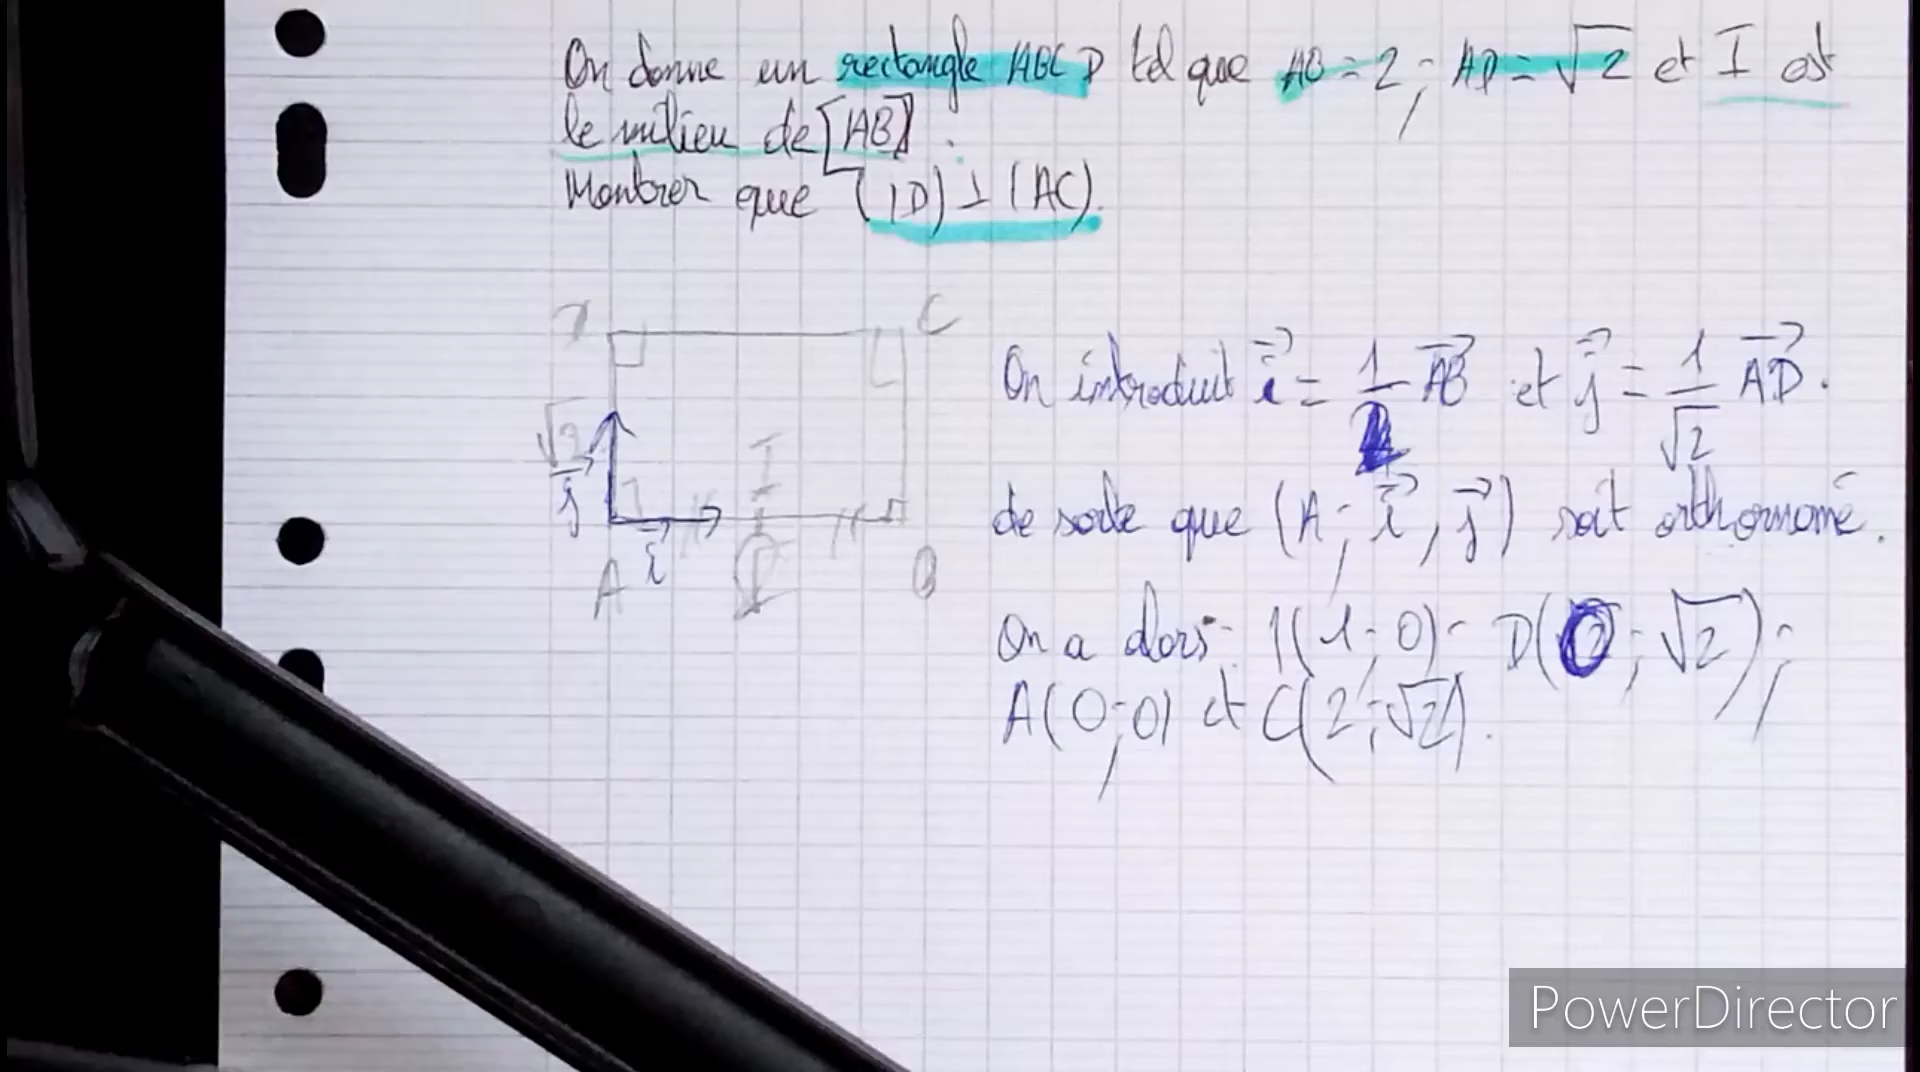 On donne un rectangle ABCD tel que AB = 2 ; AD = √2 et I est
le milieu de [AB].
Montrer que (ID) ⊥ (AC).
D C
√2 I
j
A i B
On introduit i⃗ = 1/2 AB⃗ et j⃗ = 1/√2 AD⃗.
de sorte que (A ; i⃗ , j⃗) soit orthonormé.
On a alors : I(1 ; 0) ; D(0 ; √2) ;
A(0 ; 0) et C(2 ; √2).
PowerDirector